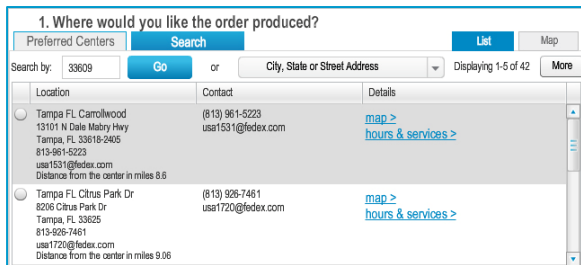 1. Where would you like the order produced?
Preferred Centers Search List Map
Search by: 33609 Go or City, State or Street Address Displaying 1-5 of 42 More
Location Contact Details
Tampa FL Carrollwood (813) 961-5223 map >
13101 N Dale Mabry Hwy usa1531@fedex.com hours & services >
Tampa, FL 33618-2405
813-961-5223
usa1531@fedex.com
Distance from the center in miles 8.6
Tampa FL Citrus Park Dr (813) 926-7461 map >
8206 Citrus Park Dr usa1720@fedex.com hours & services >
Tampa, FL 33625
813-926-7461
usa1720@fedex.com
Distance from the center in miles 9.06